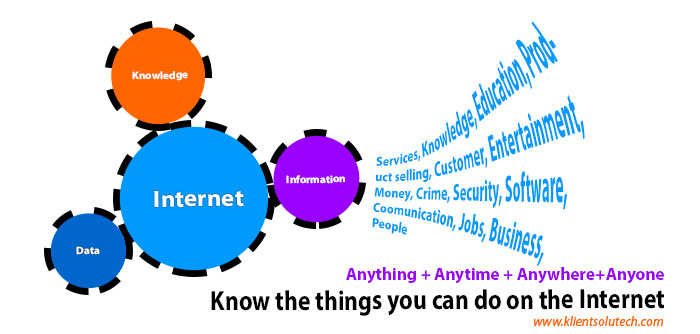 Knowledge
Internet
Information
Data
Services, Knowledge, Education, Prod-
uct selling, Customer, Entertainment,
Money, Crime, Security, Software,
Coomunication, Jobs, Business,
People
Anything + Anytime + Anywhere+Anyone
Know the things you can do on the Internet
www.klientsolutech.com